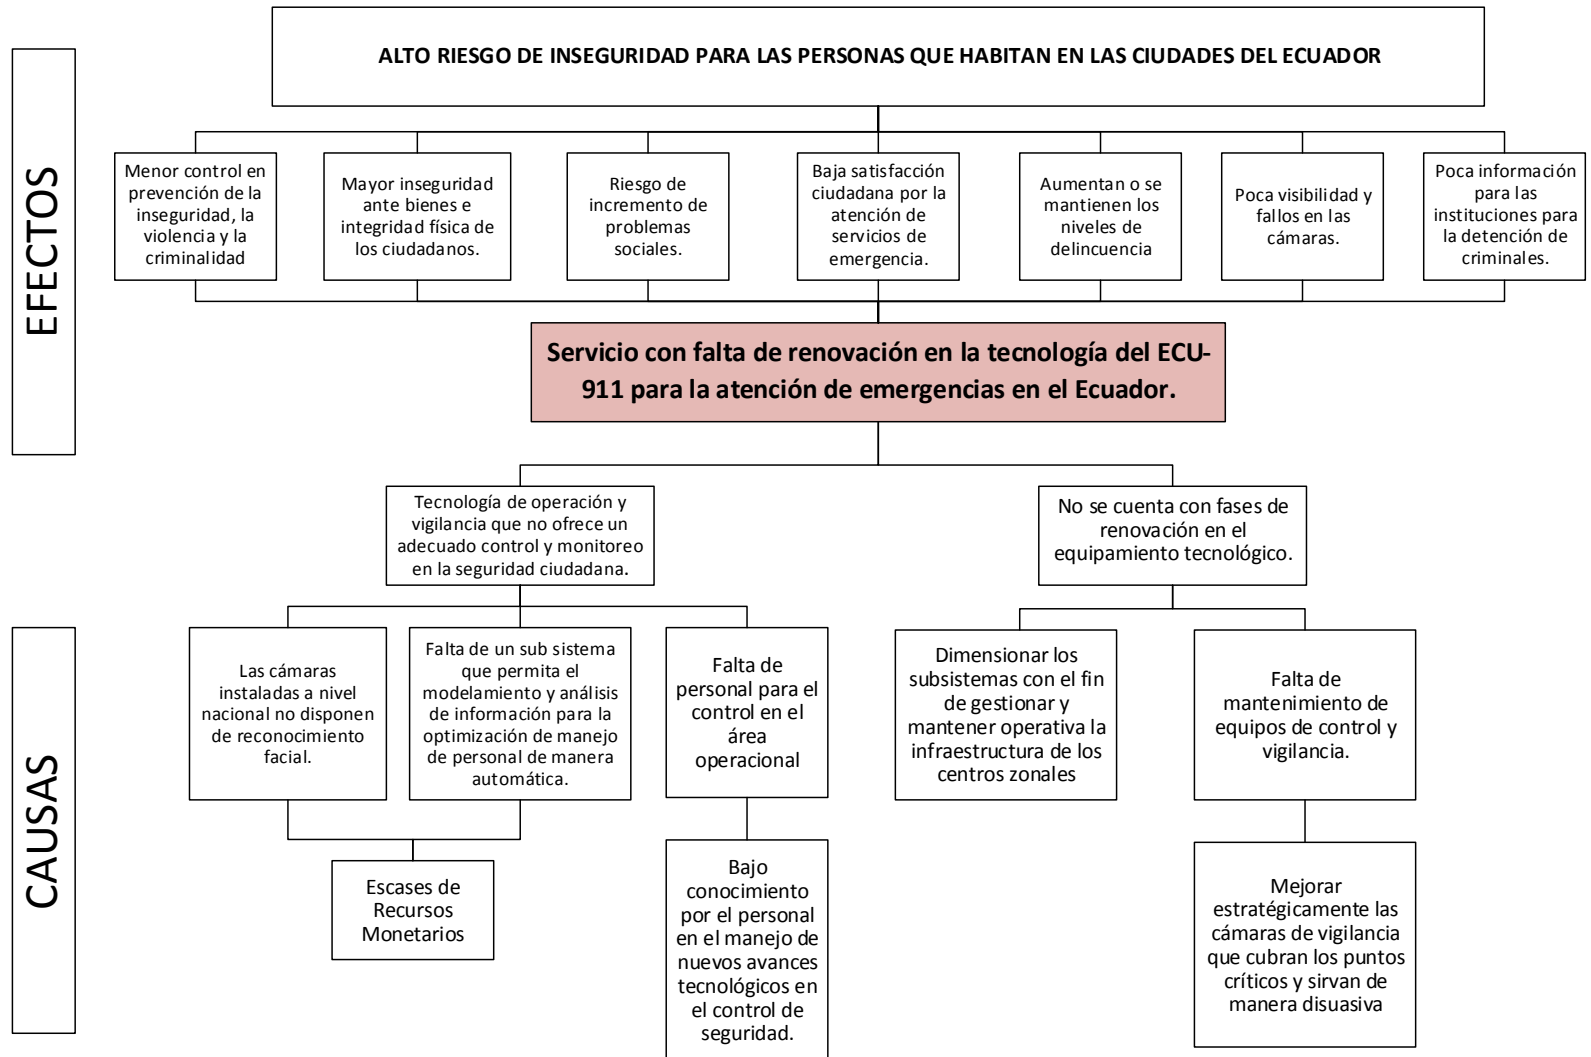 ALTO RIESGO DE INSEGURIDAD PARA LAS PERSONAS QUE HABITAN EN LAS CIUDADES DEL ECUADOR
EFECTOS
Menor control en
prevención de la
inseguridad, la
violencia y la
criminalidad
Mayor inseguridad
ante bienes e
integridad física de
los ciudadanos.
Riesgo de
incremento de
problemas
sociales.
Baja satisfacción
ciudadana por la
atención de
servicios de
emergencia.
Aumentan o se
mantienen los
niveles de
delincuencia
Poca visibilidad y
fallos en las
cámaras.
Poca información
para las
instituciones para
la detención de
criminales.
Servicio con falta de renovación en la tecnología del ECU-
911 para la atención de emergencias en el Ecuador.
Tecnología de operación y
vigilancia que no ofrece un
adecuado control y monitoreo
en la seguridad ciudadana.
No se cuenta con fases de
renovación en el
equipamiento tecnológico.
CAUSAS
Las cámaras
instaladas a nivel
nacional no disponen
de reconocimiento
facial.
Falta de un sub sistema
que permita el
modelamiento y análisis
de información para la
optimización de manejo
de personal de manera
automática.
Falta de
personal para el
control en el
área
operacional
Dimensionar los
subsistemas con el fin
de gestionar y
mantener operativa la
infraestructura de los
centros zonales
Falta de
mantenimiento de
equipos de control y
vigilancia.
Escases de
Recursos
Monetarios
Bajo
conocimiento
por el personal
en el manejo de
nuevos avances
tecnológicos en
el control de
seguridad.
Mejorar
estratégicamente las
cámaras de vigilancia
que cubran los puntos
críticos y sirvan de
manera disuasiva